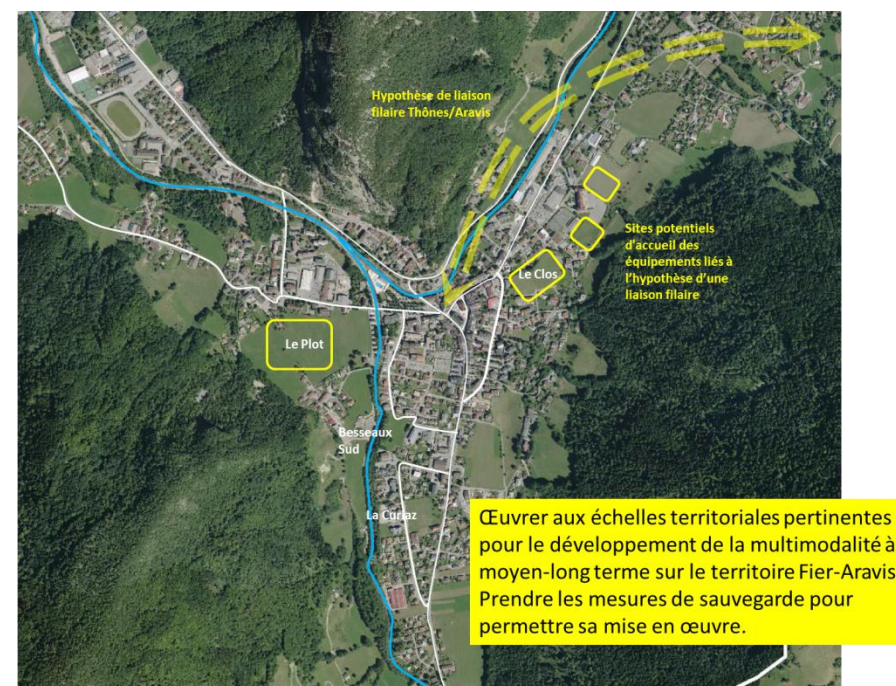 Hypothèse de liaison
filaire Thônes/Aravis
Sites potentiels
d'accueil des
équipements liés à
l'hypothèse d'une
liaison filaire
Le Clos
Le Plot
Besseaux
Sud
La Curiaz
Œuvrer aux échelles territoriales pertinentes
pour le développement de la multimodalité à
moyen-long terme sur le territoire Fier-Aravis
Prendre les mesures de sauvegarde pour
permettre sa mise en œuvre.